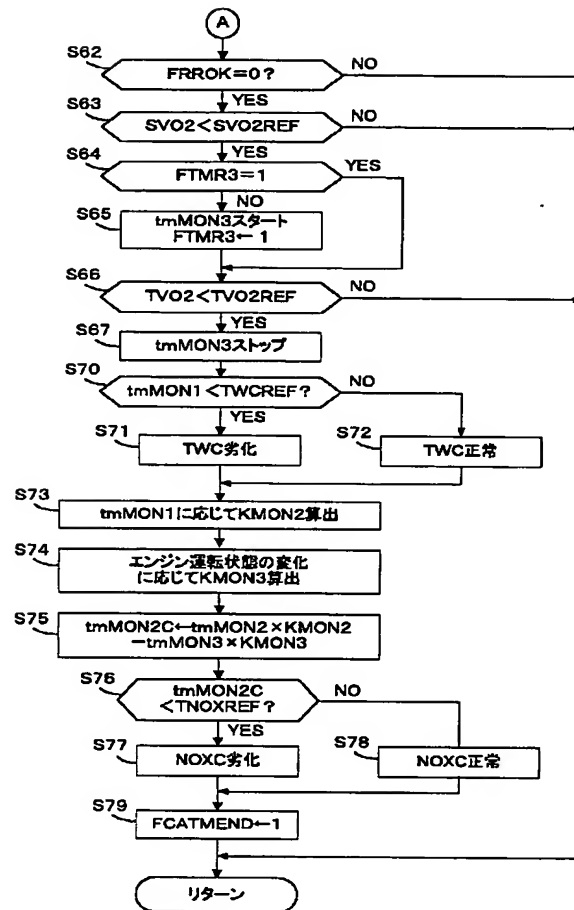 A
S62
FRROK=0?
NO
YES
S63
SVO2<SVO2REF
NO
YES
S64
FTMR3=1
YES
NO
S65
tmMON3スタート
FTMR3←1
S66
TVO2<TVO2REF
NO
YES
S67
tmMON3ストップ
S70
tmMON1<TWCREF?
NO
YES
S71
TWC劣化
S72
TWC正常
S73
tmMON1に応じてKMON2算出
S74
エンジン運転状態の変化
に応じてKMON3算出
S75
tmMON2C←tmMON2×KMON2
−tmMON3×KMON3
S76
tmMON2C
<TNOXREF?
NO
YES
S77
NOXC劣化
S78
NOXC正常
S79
FCATMEND←1
リターン